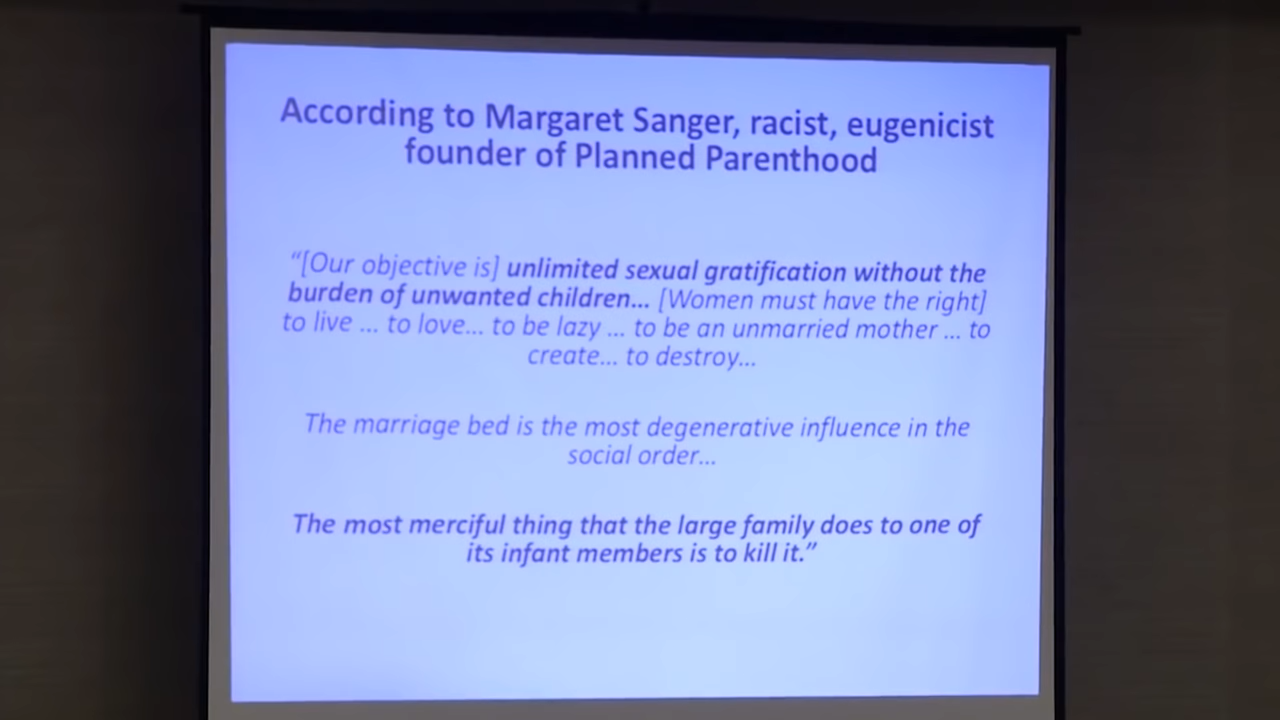 According to Margaret Sanger, racist, eugenicist
founder of Planned Parenthood
“[Our objective is] unlimited sexual gratification without the
burden of unwanted children... [Women must have the right]
to live ... to love... to be lazy ... to be an unmarried mother ... to
create... to destroy...
The marriage bed is the most degenerative influence in the
social order...
The most merciful thing that the large family does to one of
its infant members is to kill it.”